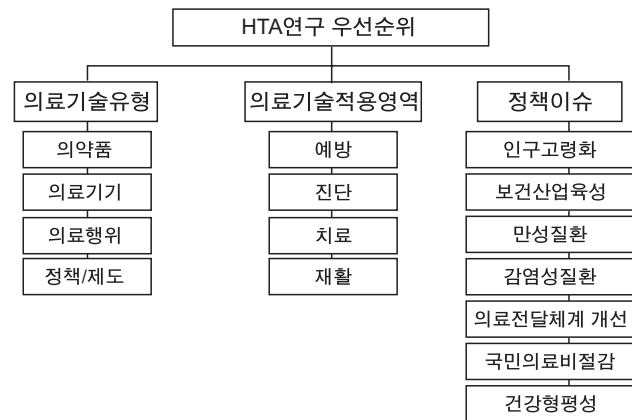 HTA연구 우선순위
의료기술유형
의약품
의료기기
의료행위
정책/제도
의료기술적용영역
예방
진단
치료
재활
정책이슈
인구고령화
보건산업육성
만성질환
감염성질환
의료전달체계 개선
국민의료비절감
건강형평성